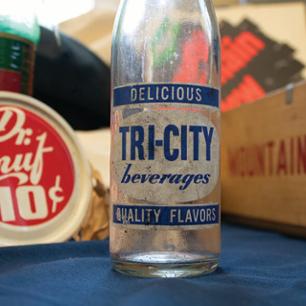 DELICIOUS
TRI-CITY
beverages
QUALITY FLAVORS
Dr.
nuf
10¢
MOUNTAIN